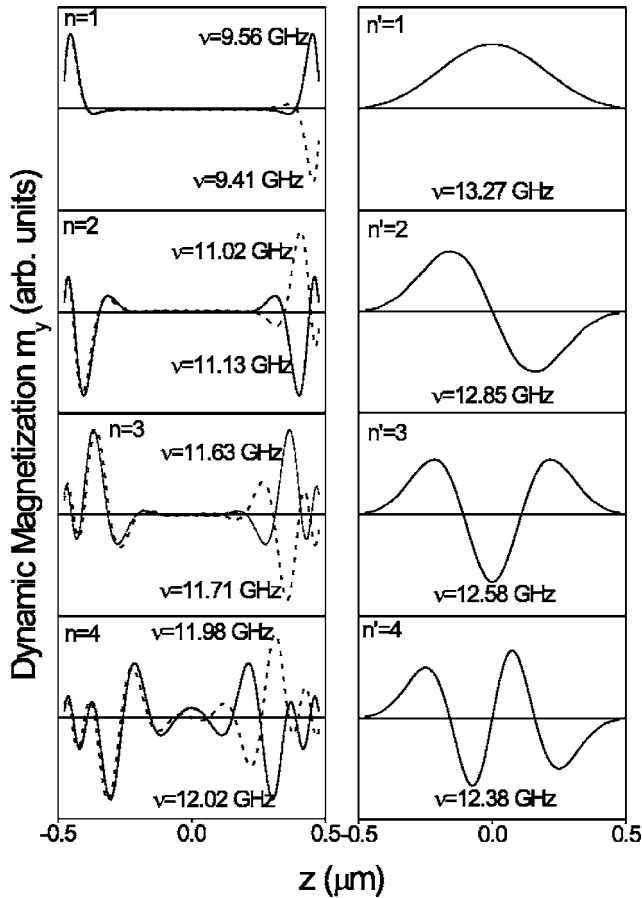 n=1
ν=9.56 GHz
ν=9.41 GHz
n'=1
ν=13.27 GHz
n=2
ν=11.02 GHz
ν=11.13 GHz
n'=2
ν=12.85 GHz
n=3
ν=11.63 GHz
ν=11.71 GHz
n'=3
ν=12.58 GHz
n=4
ν=11.98 GHz
ν=12.02 GHz
n'=4
ν=12.38 GHz
Dynamic Magnetization m_y (arb. units)
-0.5 0.0 0.5 -0.5 0.0 0.5
z (μm)